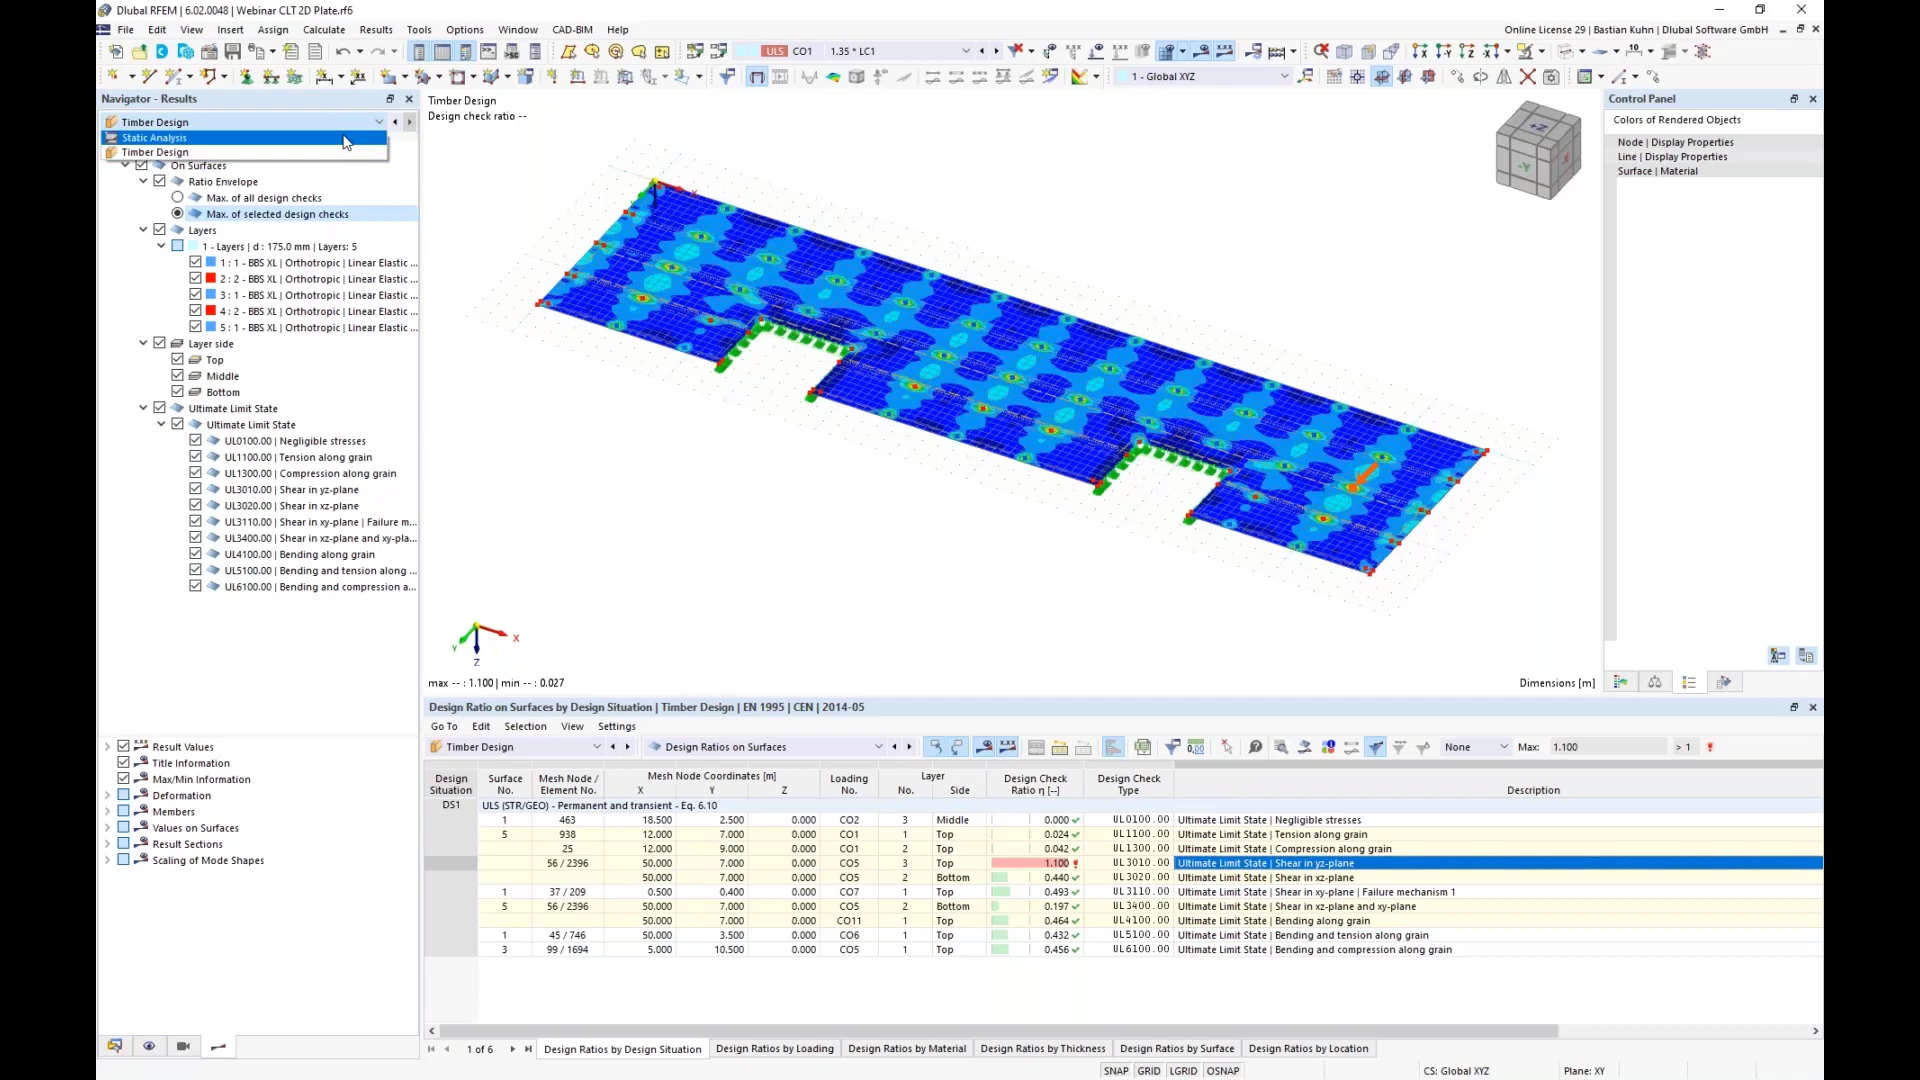 Dlubal RFEM | 6.02.0048 | Webinar CLT 2D Plate.rf6
File Edit View Insert Assign Calculate Results Tools Options Window CAD-BIM Help
Online License 29 | Bastian Kuhn | Dlubal Software GmbH
ULS CO1 1.35 * LC1
1 - Global XYZ
Navigator - Results
Timber Design
Static Analysis
Timber Design
On Surfaces
Ratio Envelope
Max. of all design checks
Max. of selected design checks
Layers
1 - Layers | d : 175.0 mm | Layers: 5
1 : 1 - BBS XL | Orthotropic | Linear Elastic ...
2 : 2 - BBS XL | Orthotropic | Linear Elastic ...
3 : 1 - BBS XL | Orthotropic | Linear Elastic ...
4 : 2 - BBS XL | Orthotropic | Linear Elastic ...
5 : 1 - BBS XL | Orthotropic | Linear Elastic ...
Layer side
Top
Middle
Bottom
Ultimate Limit State
Ultimate Limit State
UL0100.00 | Negligible stresses
UL1100.00 | Tension along grain
UL1300.00 | Compression along grain
UL3010.00 | Shear in yz-plane
UL3020.00 | Shear in xz-plane
UL3110.00 | Shear in xy-plane | Failure m...
UL3400.00 | Shear in xz-plane and xy-pla...
UL4100.00 | Bending along grain
UL5100.00 | Bending and tension along ...
UL6100.00 | Bending and compression a...
Result Values
Title Information
Max/Min Information
Deformation
Members
Values on Surfaces
Result Sections
Scaling of Mode Shapes
Timber Design
Design check ratio --
+Z
-Y
X
X
Y
Z
max -- : 1.100 | min -- : 0.027
Dimensions [m]
Control Panel
Colors of Rendered Objects
Node | Display Properties
Line | Display Properties
Surface | Material
Design Ratio on Surfaces by Design Situation | Timber Design | EN 1995 | CEN | 2014-05
Go To Edit Selection View Settings
Timber Design Design Ratios on Surfaces None Max: 1.100 > 1 !
Design Situation Surface No. Mesh Node / Element No. Mesh Node Coordinates [m] X Y Z Loading No. Layer No. Side Design Check Ratio η [--] Design Check Type Description
DS1 ULS (STR/GEO) - Permanent and transient - Eq. 6.10
1 463 18.500 2.500 0.000 CO2 3 Middle 0.000 UL0100.00 Ultimate Limit State | Negligible stresses
5 938 12.000 7.000 0.000 CO1 1 Top 0.024 UL1100.00 Ultimate Limit State | Tension along grain
25 12.000 9.000 0.000 CO1 2 Top 0.042 UL1300.00 Ultimate Limit State | Compression along grain
56 / 2396 50.000 7.000 0.000 CO5 3 Top 1.100 ! UL3010.00 Ultimate Limit State | Shear in yz-plane
50.000 7.000 0.000 CO5 2 Bottom 0.440 UL3020.00 Ultimate Limit State | Shear in xz-plane
1 37 / 209 0.500 0.400 0.000 CO7 1 Top 0.493 UL3110.00 Ultimate Limit State | Shear in xy-plane | Failure mechanism 1
5 56 / 2396 50.000 7.000 0.000 CO5 2 Bottom 0.197 UL3400.00 Ultimate Limit State | Shear in xz-plane and xy-plane
50.000 7.000 0.000 CO11 1 Top 0.464 UL4100.00 Ultimate Limit State | Bending along grain
1 45 / 746 50.000 3.500 0.000 CO6 1 Top 0.432 UL5100.00 Ultimate Limit State | Bending and tension along grain
3 99 / 1694 5.000 10.500 0.000 CO5 1 Top 0.456 UL6100.00 Ultimate Limit State | Bending and compression along grain
1 of 6 Design Ratios by Design Situation Design Ratios by Loading Design Ratios by Material Design Ratios by Thickness Design Ratios by Surface Design Ratios by Location
SNAP GRID LGRID OSNAP CS: Global XYZ Plane: XY